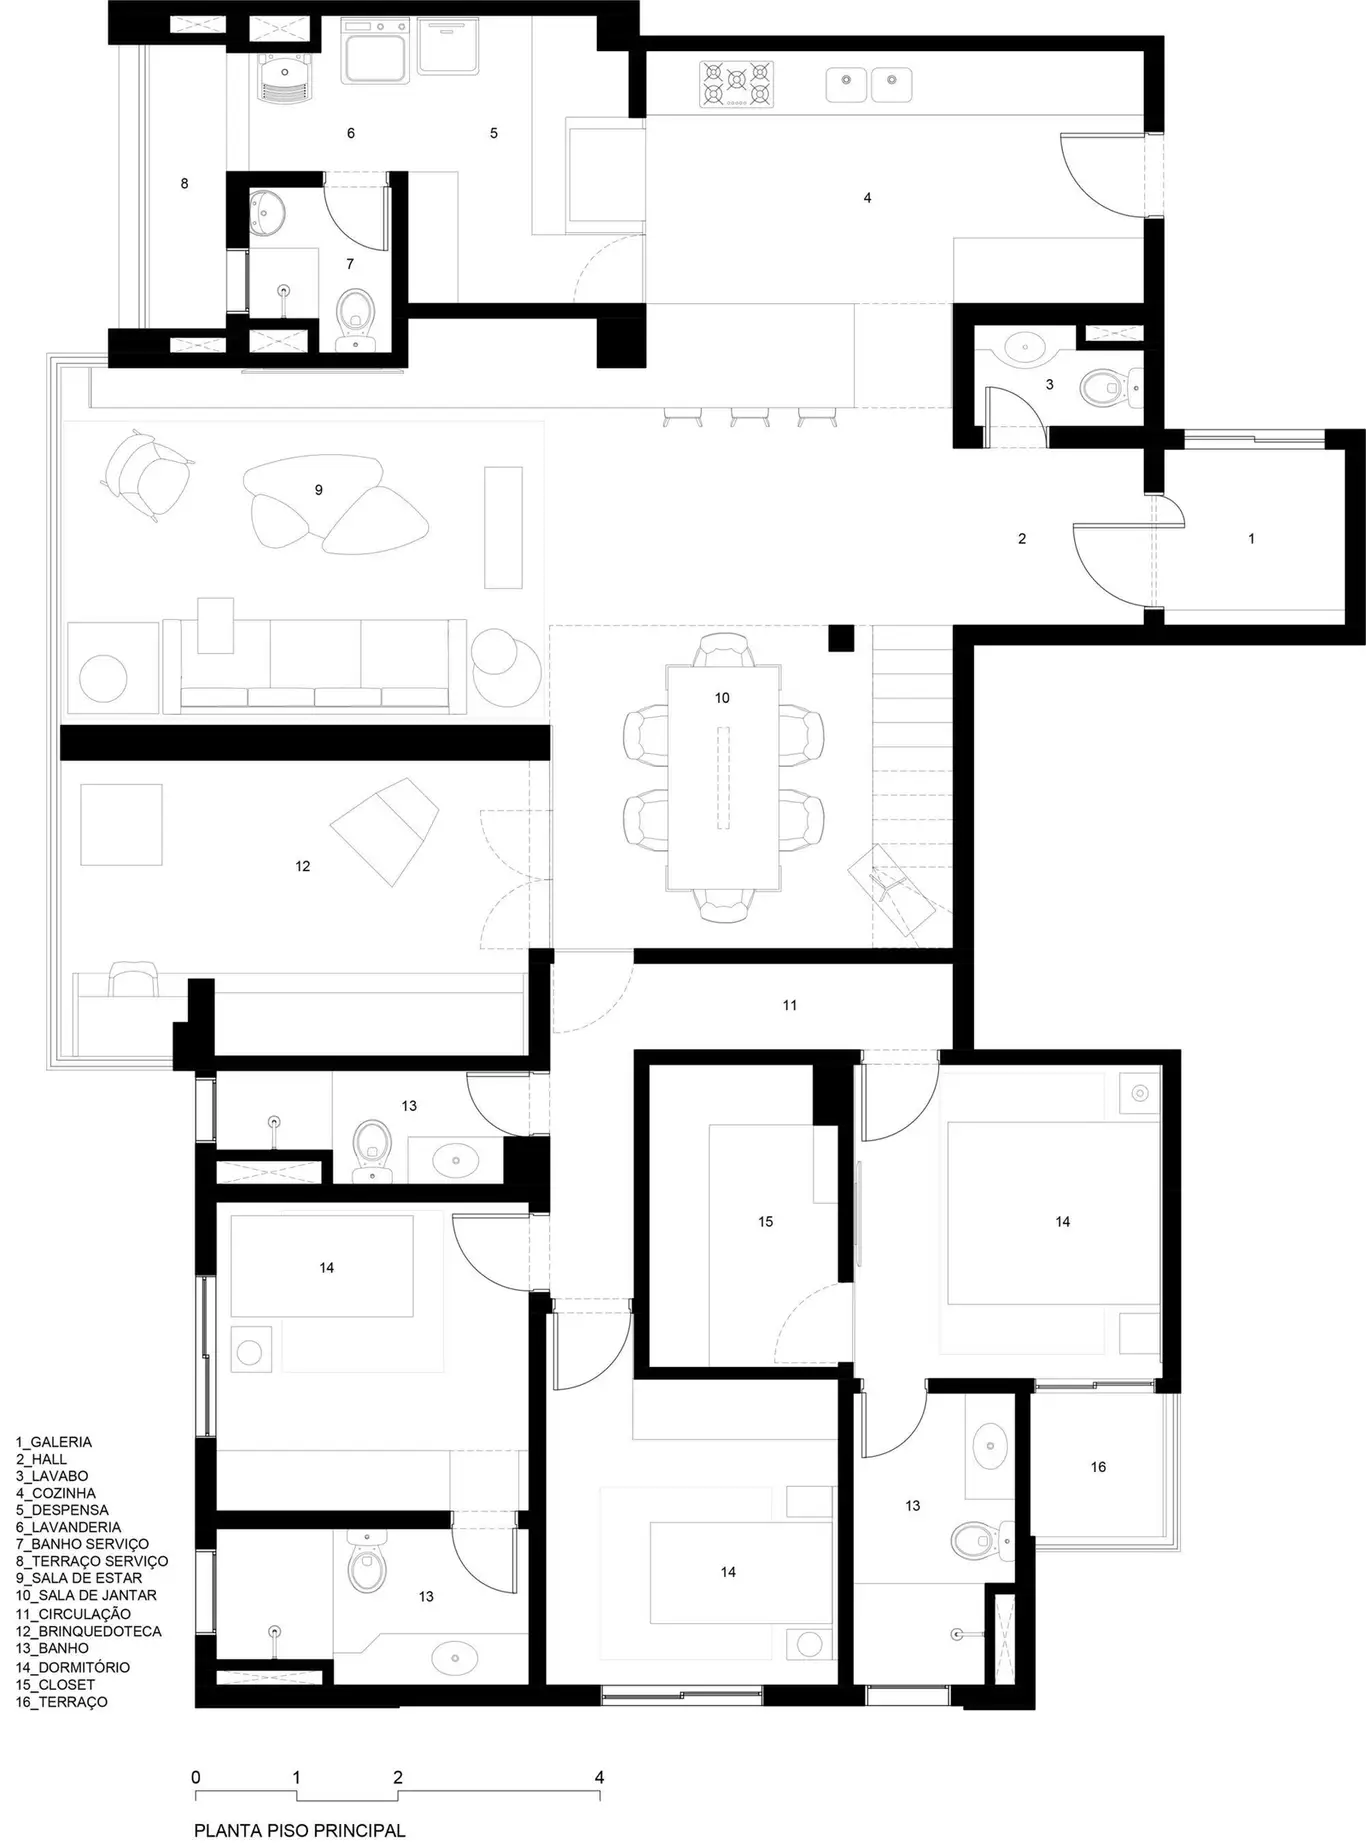 6
5
8
4
7
3
9
2
1
10
12
11
13
15
14
14
16
13
14
13
1_GALERIA
2_HALL
3_LAVABO
4_COZINHA
5_DESPENSA
6_LAVANDERIA
7_BANHO SERVIÇO
8_TERRAÇO SERVIÇO
9_SALA DE ESTAR
10_SALA DE JANTAR
11_CIRCULAÇÃO
12_BRINQUEDOTECA
13_BANHO
14_DORMITÓRIO
15_CLOSET
16_TERRAÇO
0 1 2 4
PLANTA PISO PRINCIPAL